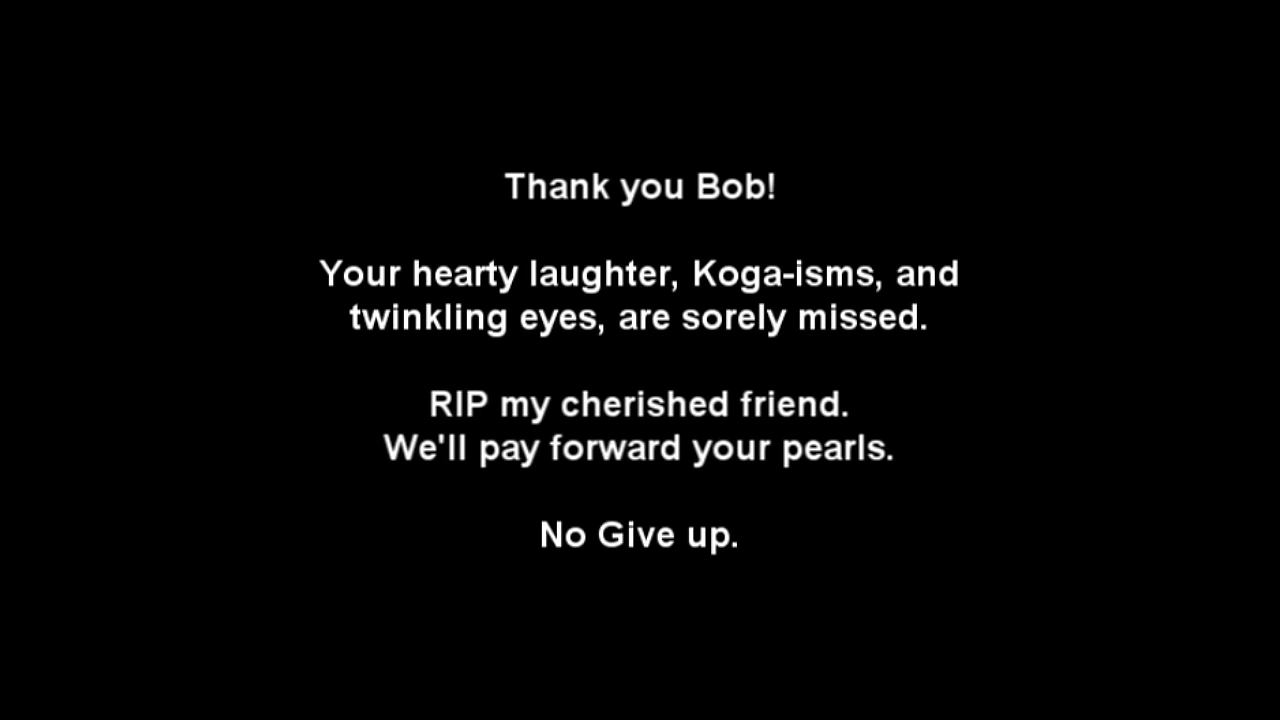 Thank you Bob!
Your hearty laughter, Koga-isms, and
twinkling eyes, are sorely missed.
RIP my cherished friend.
We'll pay forward your pearls.
No Give up.